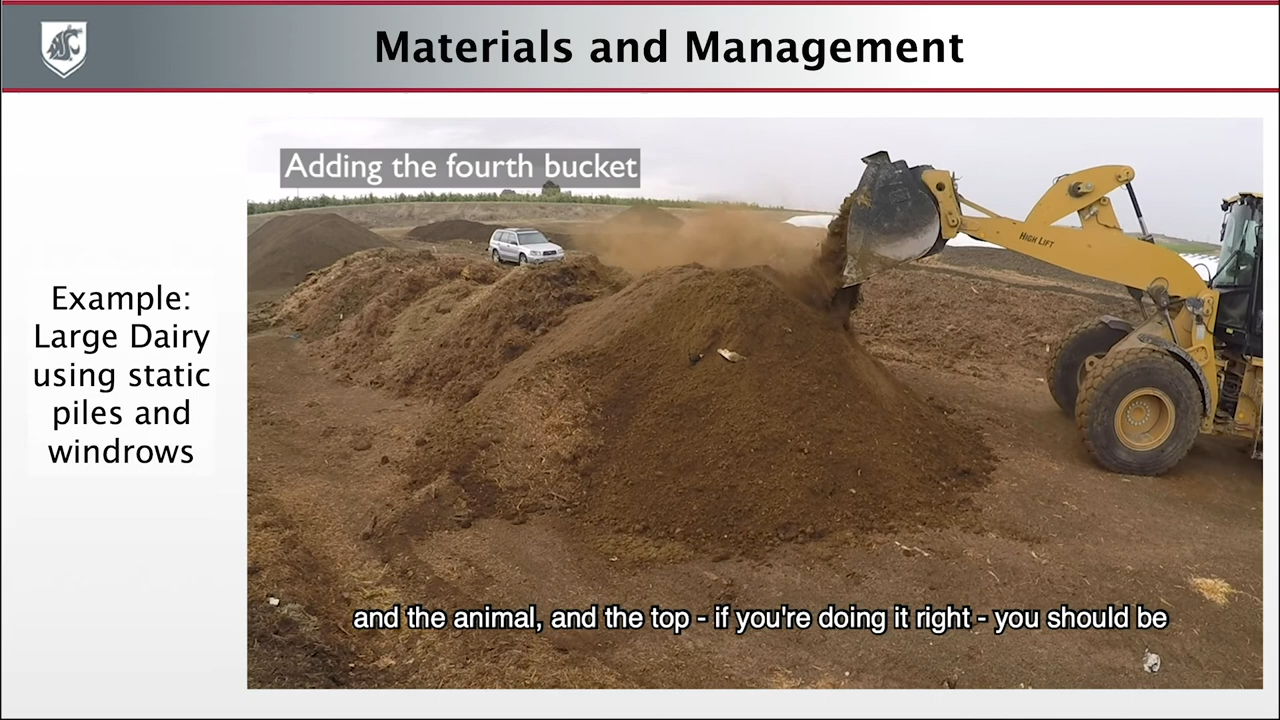 Materials and Management
Adding the fourth bucket
HIGH LIFT
Example:
Large Dairy
using static
piles and
windrows
and the animal, and the top - if you're doing it right - you should be